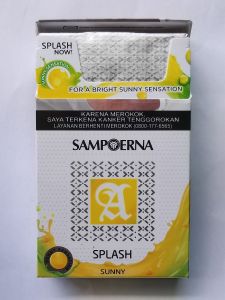 SPLASH
NOW!
FOR A BRIGHT SUNNY SENSATION
KARENA MEROKOK,
SAYA TERKENA KANKER TENGGOROKAN
LAYANAN BERHENTI MEROKOK (0800-177-6565)
SAMPOERNA
A
SPLASH
SUNNY